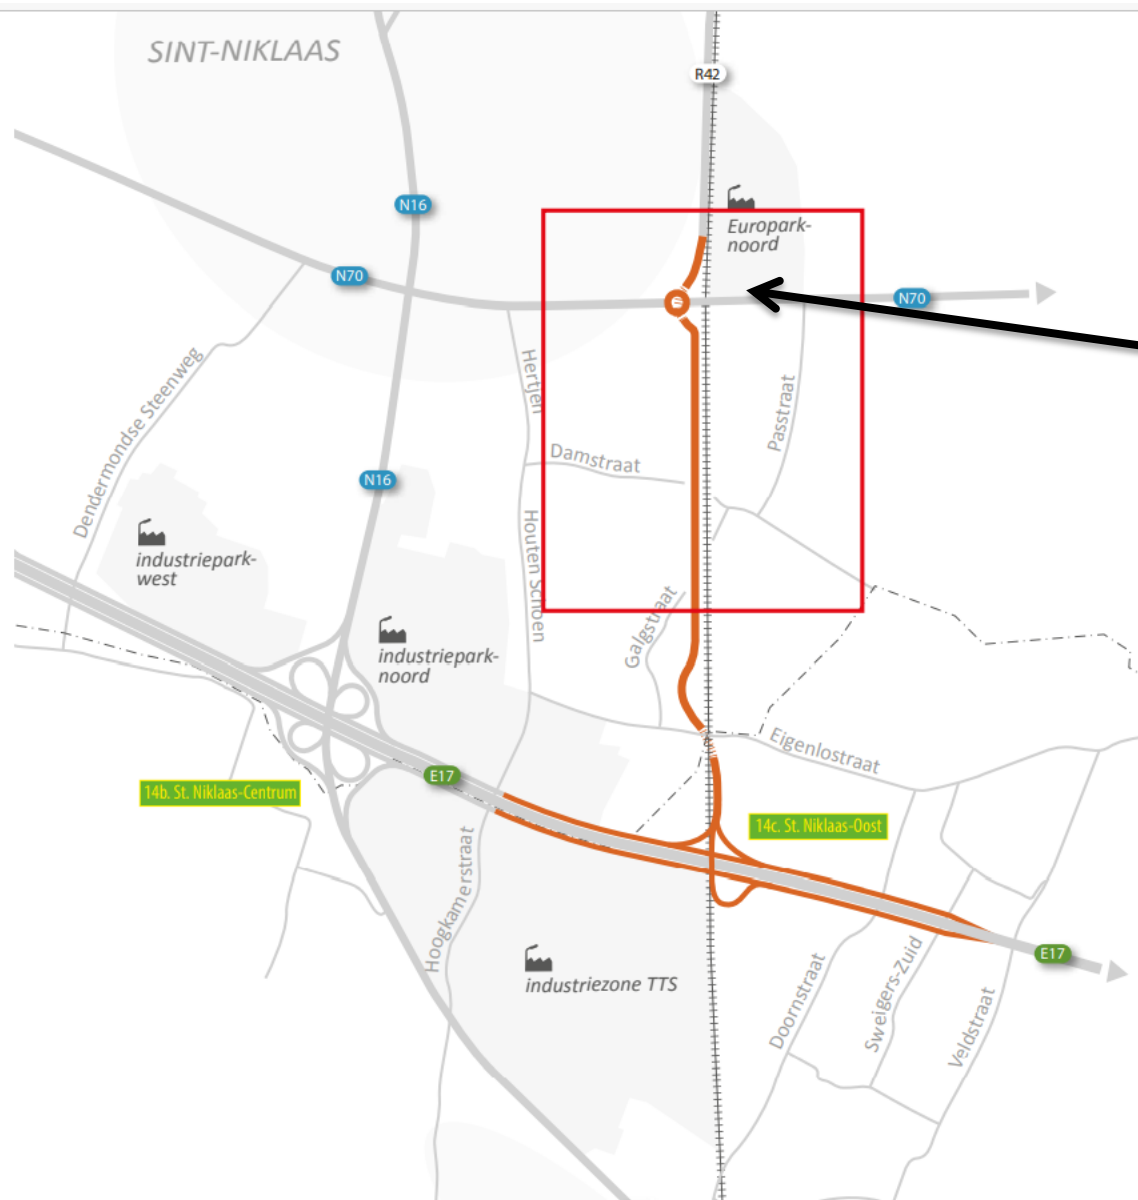 SINT-NIKLAAS
R42
N16
Europark-
noord
N70
N70
Hertjen
Dendermondse Steenweg
Passtraat
Damstraat
N16
Houten Schoen
industriepark-
west
Galgstraat
industriepark-
noord
Eigenlostraat
E17
14b. St. Niklaas-Centrum
14c. St. Niklaas-Oost
Hoogkamerstraat
E17
industriezone TTS
Doornstraat
Sweigers-Zuid
Veldstraat